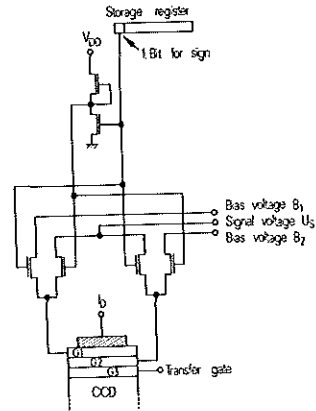 Storage register
V_DD
1 Bit for sign
Bias voltage B₁
Signal voltage U_S
Bias voltage B₂
I_D
G1
G2
G3
Transfer gate
CCD